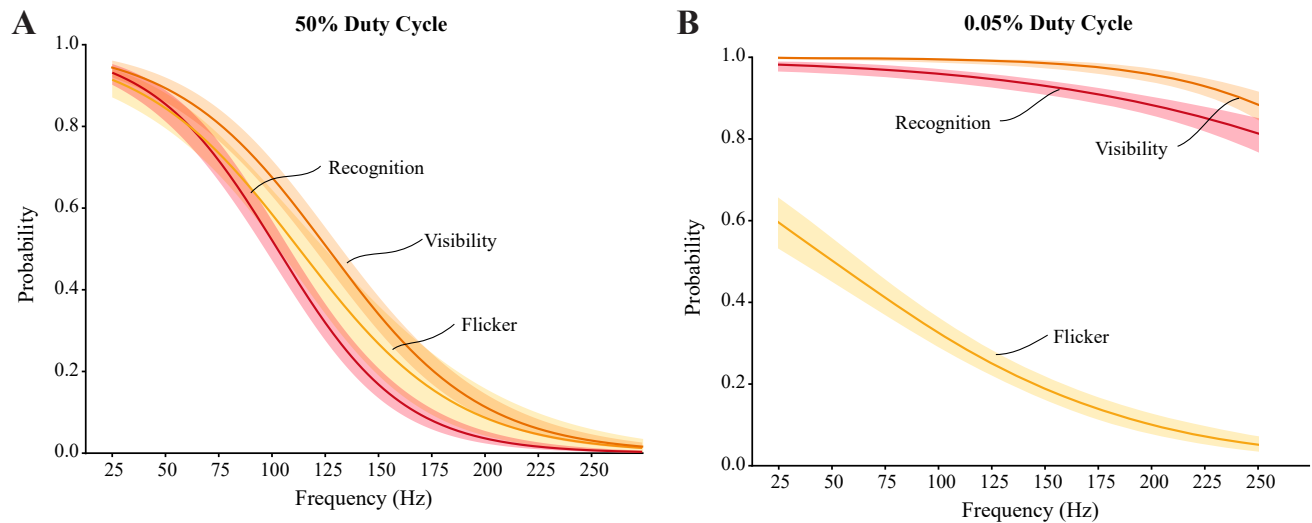 A
50% Duty Cycle
Probability
1.0
0.8
0.6
0.4
0.2
0.0
Recognition
Visibility
Flicker
25 50 75 100 125 150 175 200 225 250
Frequency (Hz)
B
0.05% Duty Cycle
Probability
1.0
0.8
0.6
0.4
0.2
0.0
Recognition
Visibility
Flicker
25 50 75 100 125 150 175 200 225 250
Frequency (Hz)